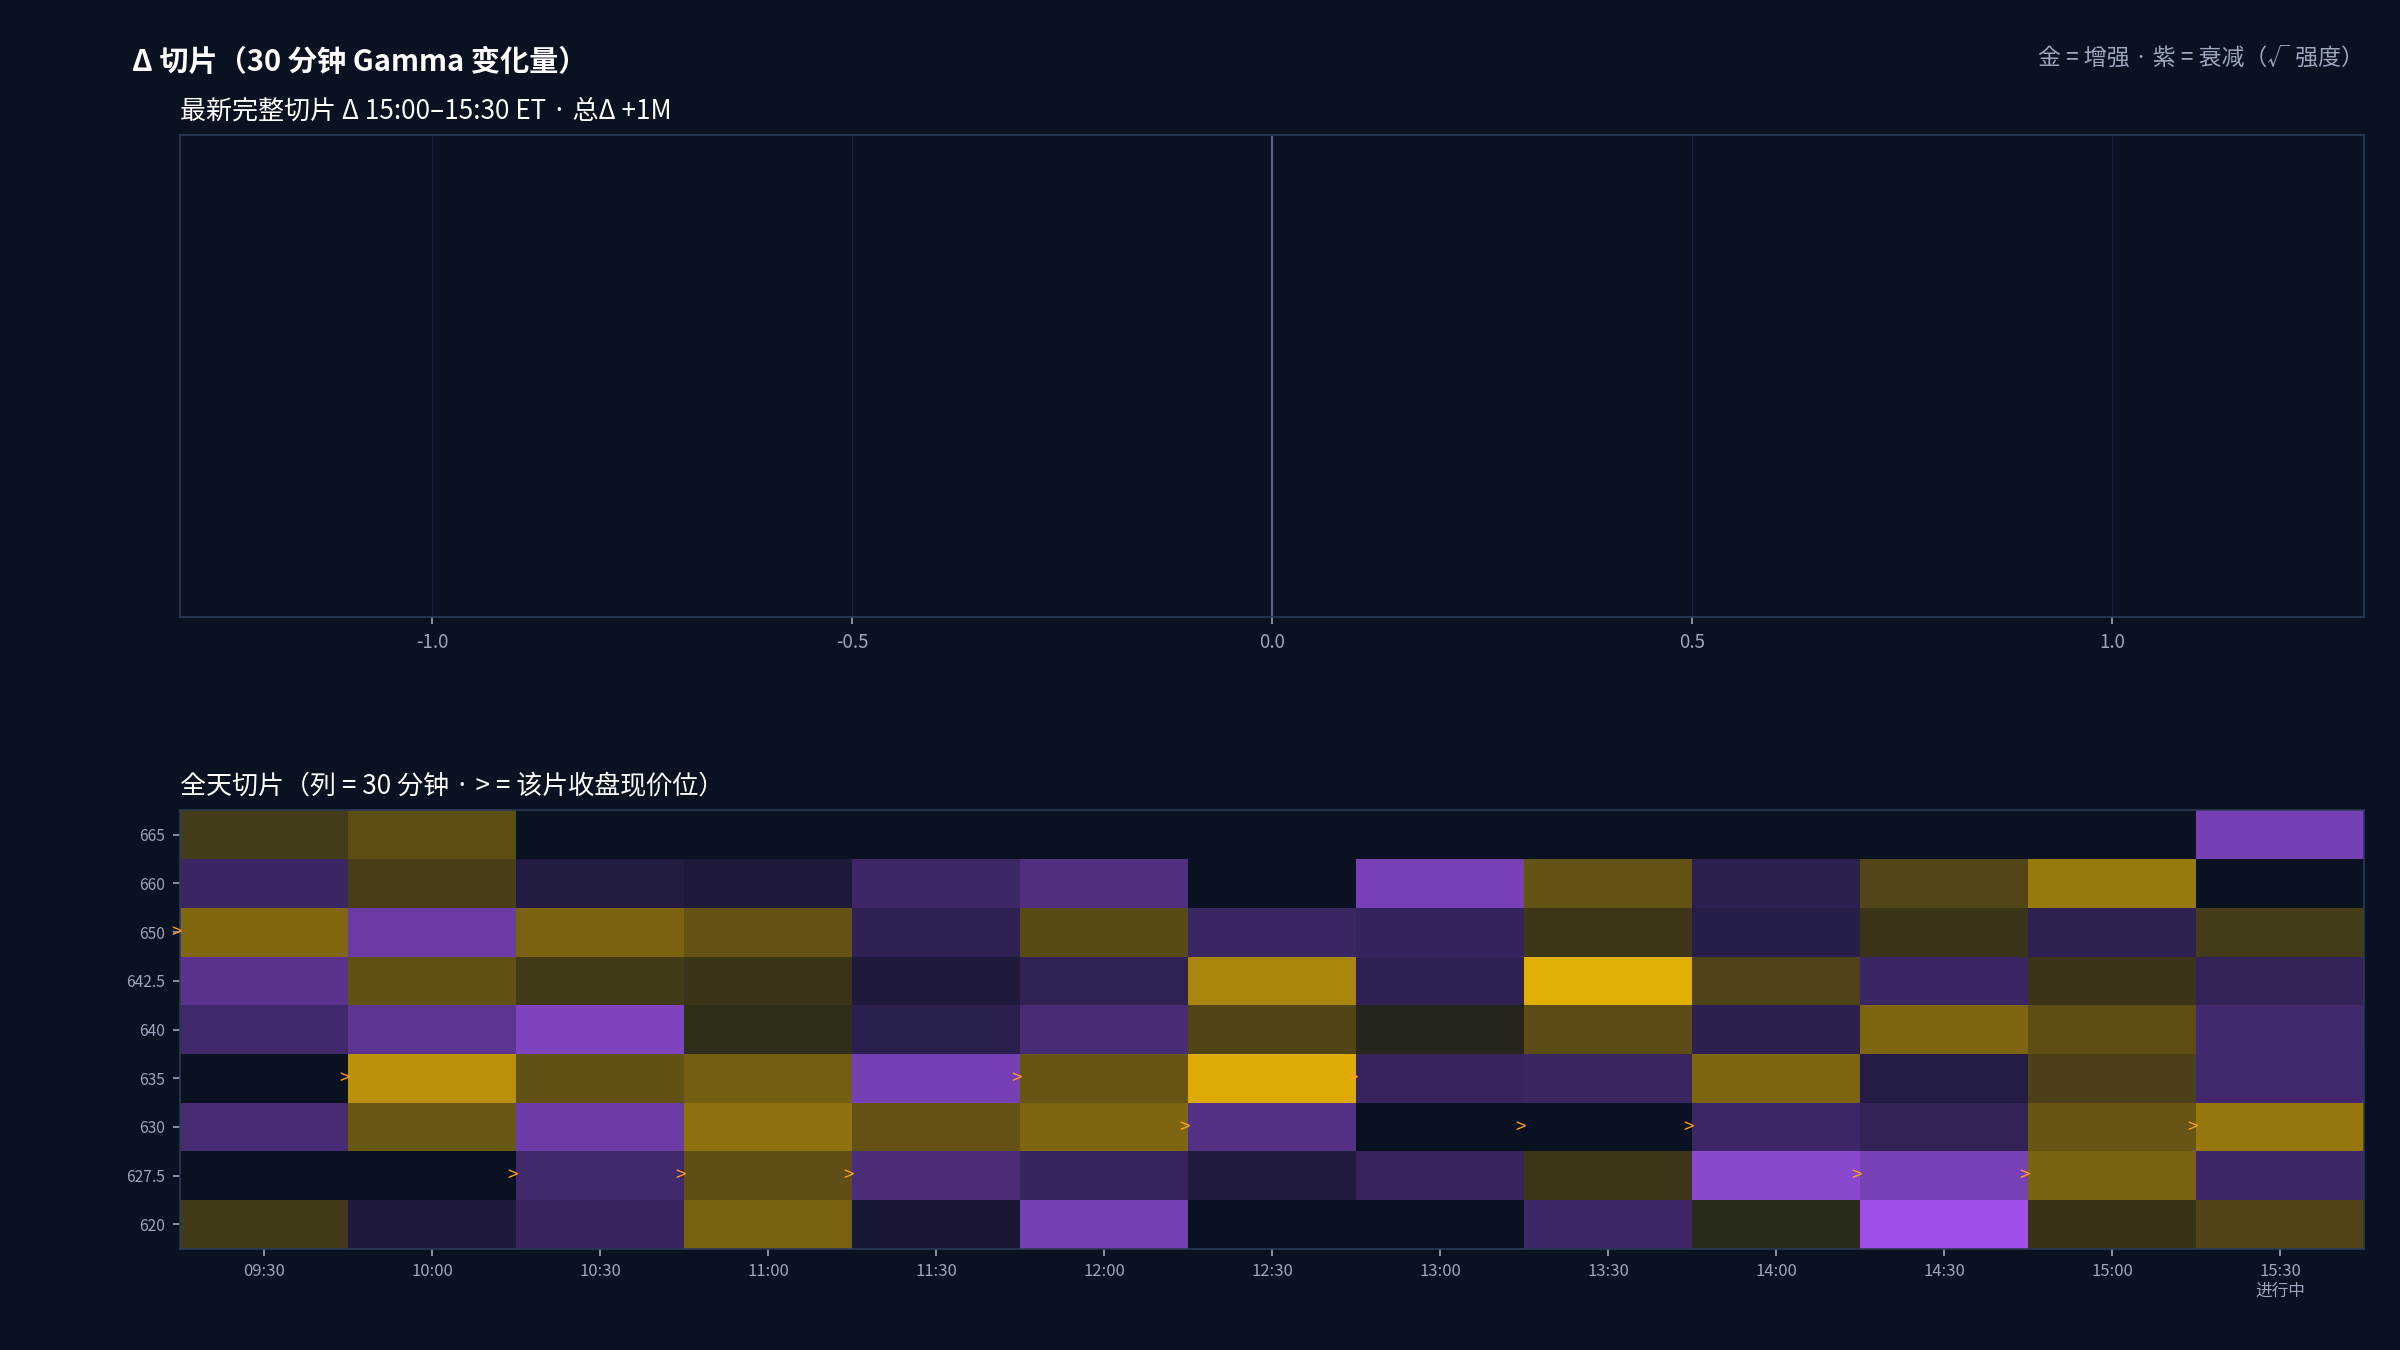 Δ 切片（30 分钟 Gamma 变化量）
金 = 增强 · 紫 = 衰减（√ 强度）
最新完整切片 Δ 15:00–15:30 ET · 总Δ +1M
-1.0 -0.5 0.0 0.5 1.0
全天切片（列 = 30 分钟 · > = 该片收盘现价位）
665
660
650 >
642.5
640
635 > > >
630 > > > >
627.5 > > > > >
620
09:30 10:00 10:30 11:00 11:30 12:00 12:30 13:00 13:30 14:00 14:30 15:00 15:30
进行中